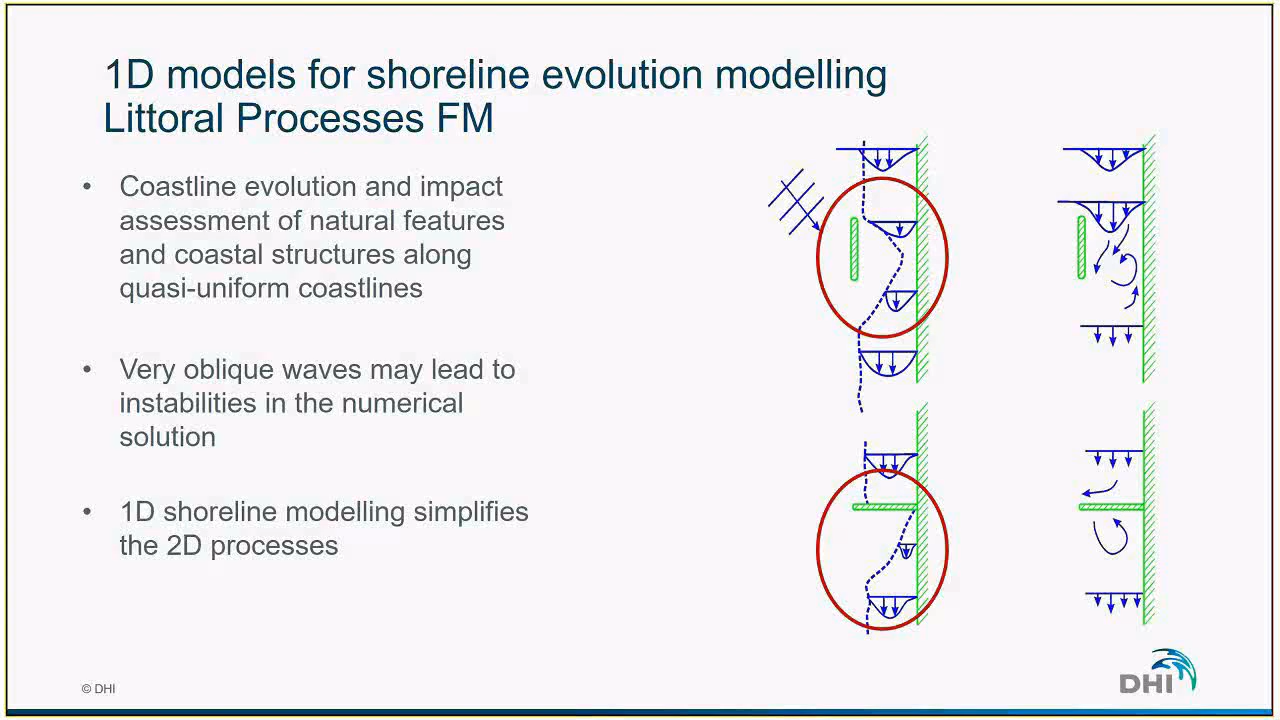 1D models for shoreline evolution modelling
Littoral Processes FM
• Coastline evolution and impact
assessment of natural features
and coastal structures along
quasi-uniform coastlines
• Very oblique waves may lead to
instabilities in the numerical
solution
• 1D shoreline modelling simplifies
the 2D processes
© DHI
DHI